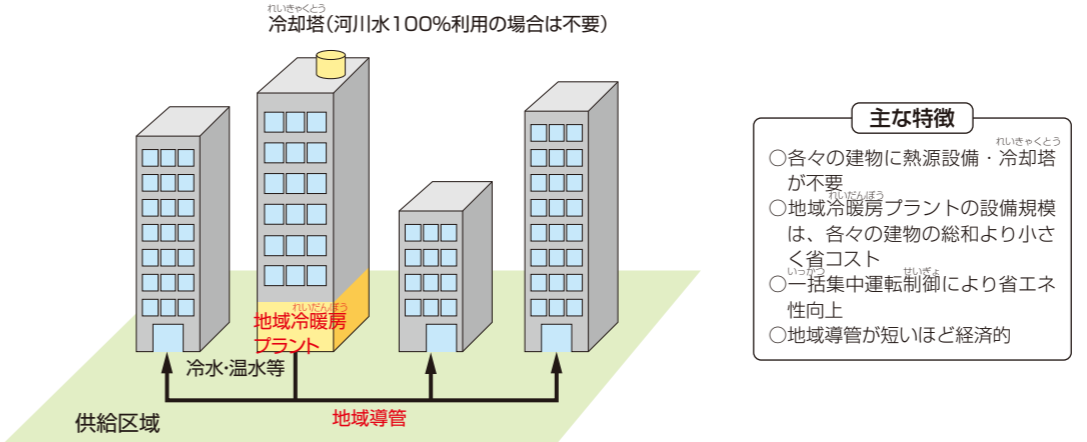 れいきゃくとう
冷却塔(河川水100%利用の場合は不要)
れいだんぼう
地域冷暖房
プラント
冷水・温水等
地域導管
供給区域
主な特徴
れいきゃくとう
○各々の建物に熱源設備・冷却塔
が不要
れいだんぼう
○地域冷暖房プラントの設備規模
は、各々の建物の総和より小さ
く省コスト
いっかつ せいぎょ
○一括集中運転制御により省エネ
性向上
○地域導管が短いほど経済的